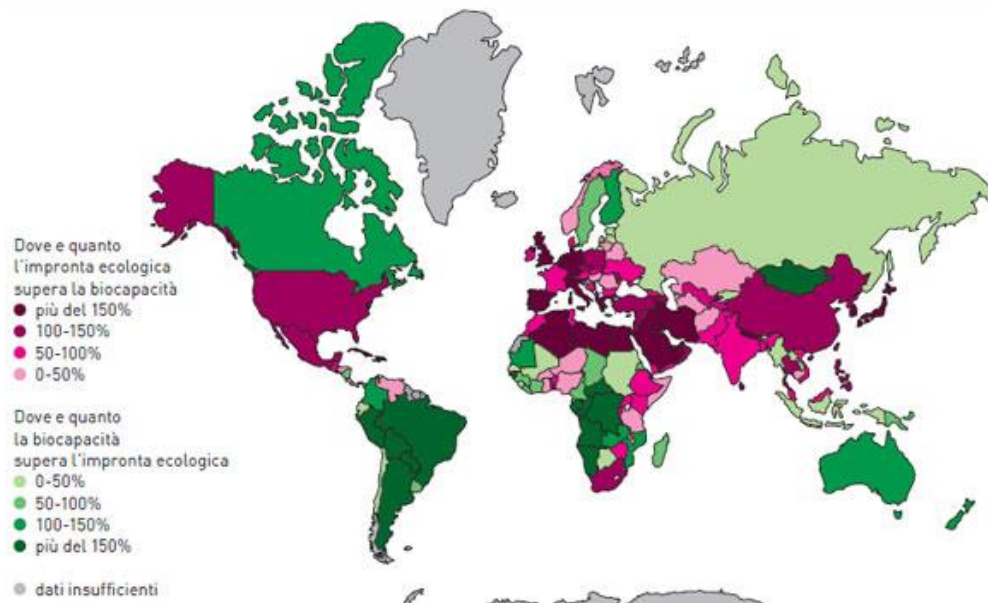 Dove e quanto
l'impronta ecologica
supera la biocapacità
più del 150%
100-150%
50-100%
0-50%
Dove e quanto
la biocapacità
supera l'impronta ecologica
0-50%
50-100%
100-150%
più del 150%
dati insufficienti